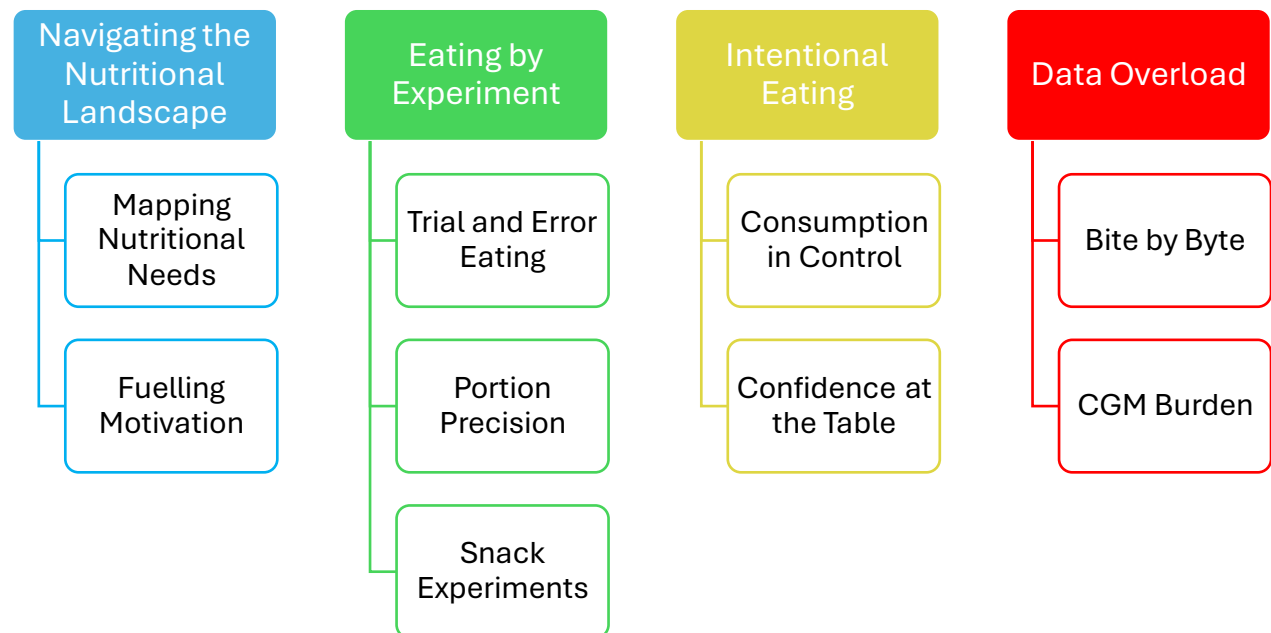 Navigating the
Nutritional
Landscape
Mapping
Nutritional
Needs
Fuelling
Motivation
Eating by
Experiment
Trial and Error
Eating
Portion
Precision
Snack
Experiments
Intentional
Eating
Consumption
in Control
Confidence at
the Table
Data Overload
Bite by Byte
CGM Burden